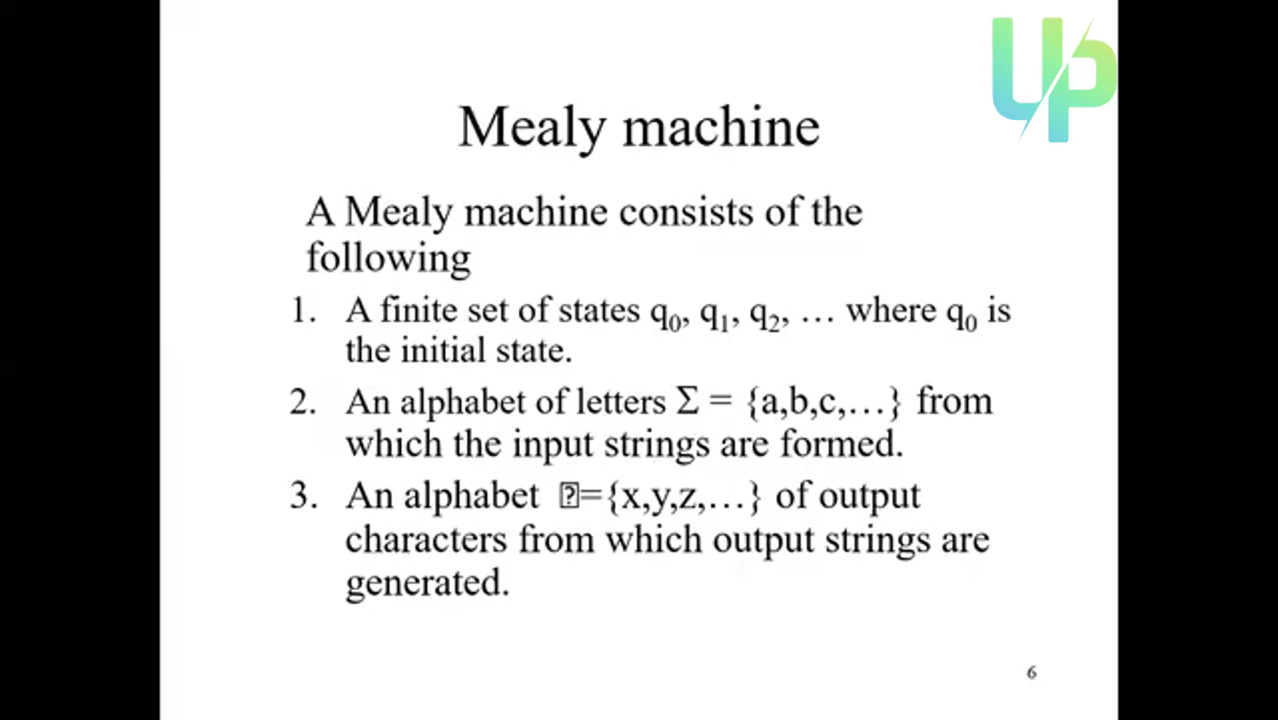 UP
Mealy machine
A Mealy machine consists of the
following
1. A finite set of states q₀, q₁, q₂, … where q₀ is
the initial state.
2. An alphabet of letters Σ = {a,b,c,…} from
which the input strings are formed.
3. An alphabet ⍰={x,y,z,…} of output
characters from which output strings are
generated.
6